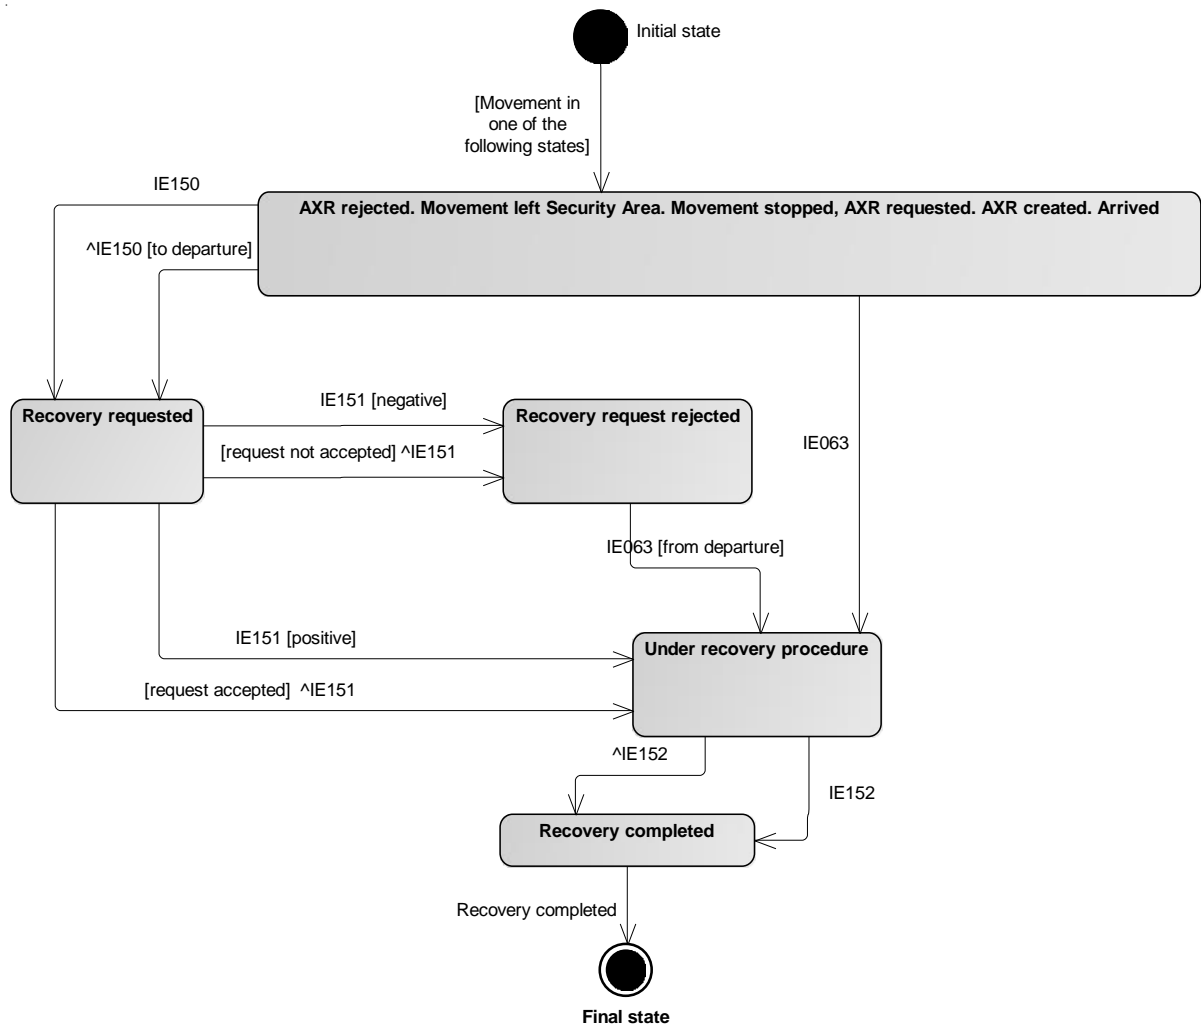 Initial state
[Movement in
one of the
following states]
IE150
AXR rejected. Movement left Security Area. Movement stopped, AXR requested. AXR created. Arrived
^IE150 [to departure]
IE151 [negative]
Recovery requested
Recovery request rejected
IE063
[request not accepted] ^IE151
IE063 [from departure]
IE151 [positive]
Under recovery procedure
[request accepted]  ^IE151
^IE152
IE152
Recovery completed
Recovery completed
Final state